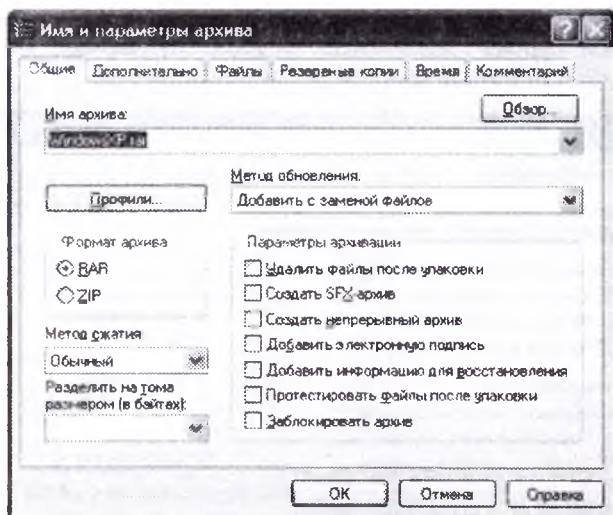 Имя и параметры архива
Общие Дополнительно Файлы Резервные копии Время Комментарий
Имя архива:
Обзор...
WindowsXP.rar
Метод обновления:
Профили...
Добавить с заменой файлов
Формат архива
RAR
ZIP
Параметры архивации
Удалить файлы после упаковки
Создать SFX-архив
Создать непрерывный архив
Добавить электронную подпись
Добавить информацию для восстановления
Протестировать файлы после упаковки
Заблокировать архив
Метод сжатия
Обычный
Разделить на тома
размером (в байтах):
OK Отмена Справка